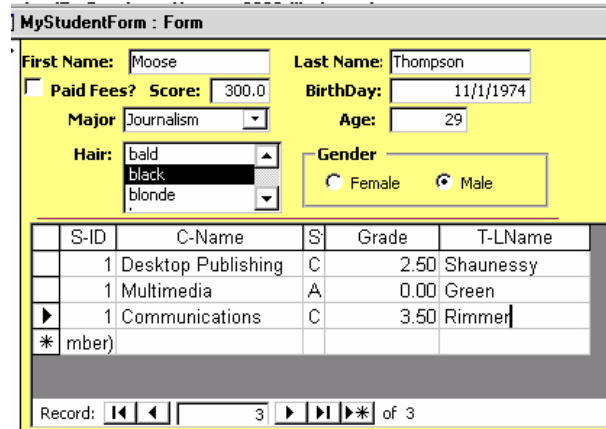 MyStudentForm : Form
First Name: Moose Last Name: Thompson
Paid Fees? Score: 300.0 BirthDay: 11/1/1974
Major Journalism Age: 29
Hair: bald
black
blonde
Gender
Female Male
S-ID C-Name S Grade T-LName
1 Desktop Publishing C 2.50 Shaunessy
1 Multimedia A 0.00 Green
1 Communications C 3.50 Rimmer
mber)
Record: 3 of 3